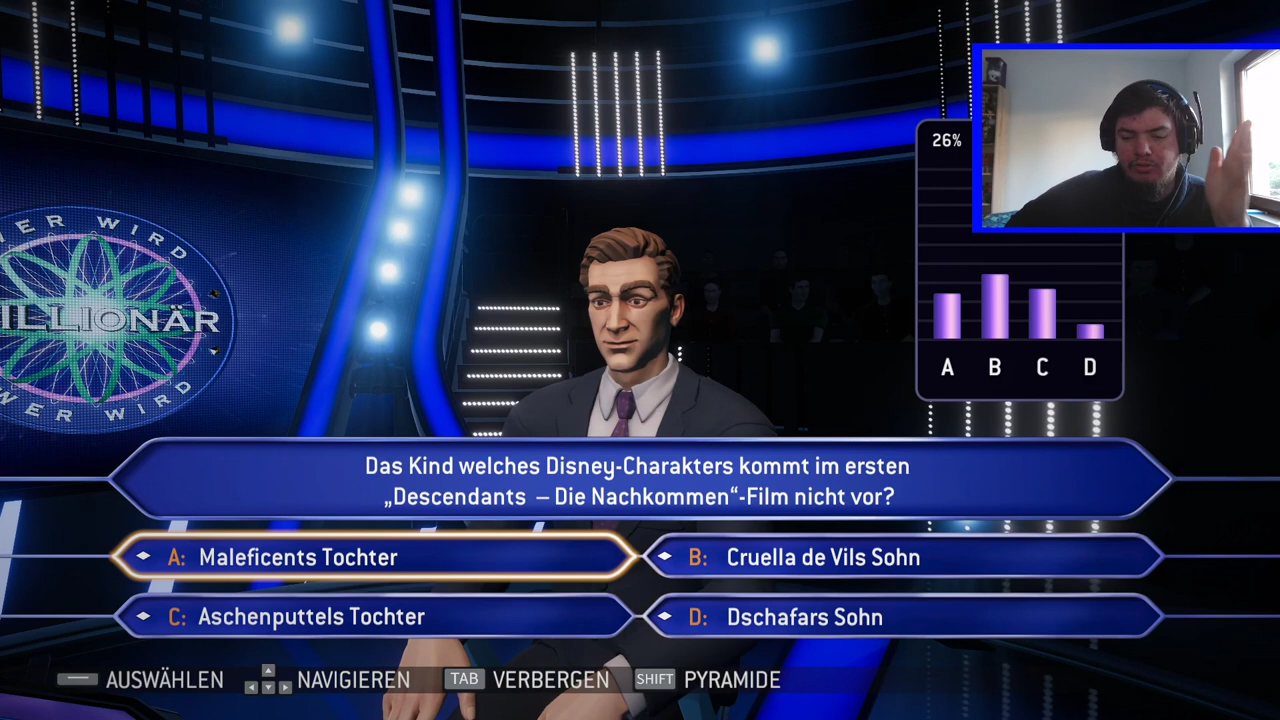 WER WIRD
MILLIONÄR
WER WIRD
26%
A B C D
Das Kind welches Disney-Charakters kommt im ersten
„Descendants – Die Nachkommen“-Film nicht vor?
A: Maleficents Tochter
B: Cruella de Vils Sohn
C: Aschenputtels Tochter
D: Dschafars Sohn
AUSWÄHLEN NAVIGIEREN TAB VERBERGEN SHIFT PYRAMIDE